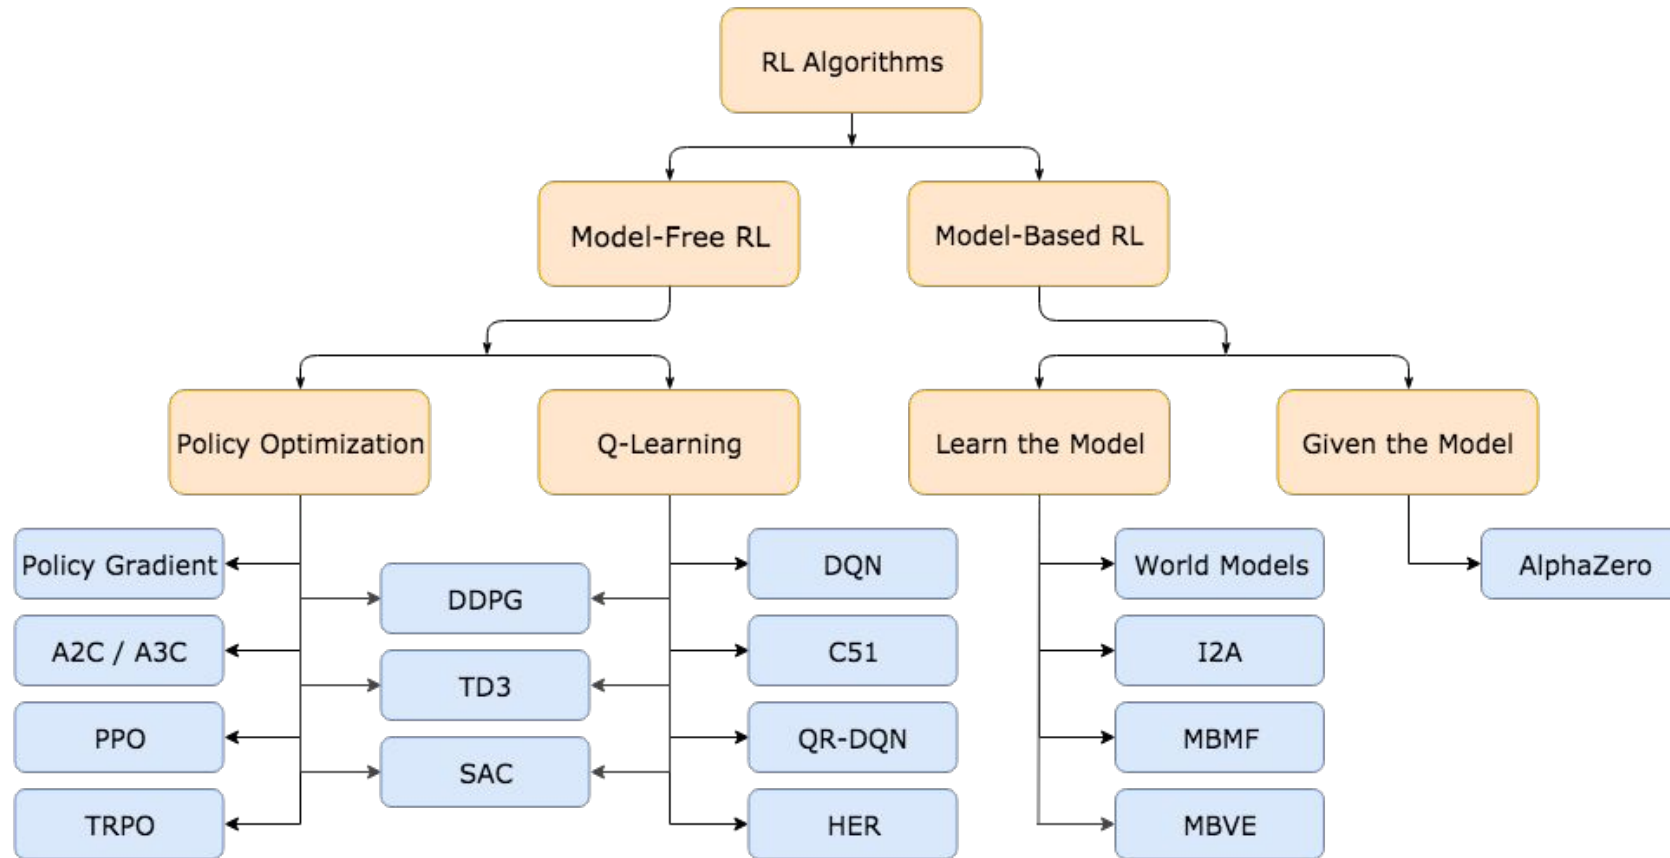 RL Algorithms
Model-Free RL
Model-Based RL
Policy Optimization
Q-Learning
Learn the Model
Given the Model
Policy Gradient
DDPG
DQN
World Models
AlphaZero
A2C / A3C
TD3
C51
I2A
PPO
SAC
QR-DQN
MBMF
TRPO
HER
MBVE